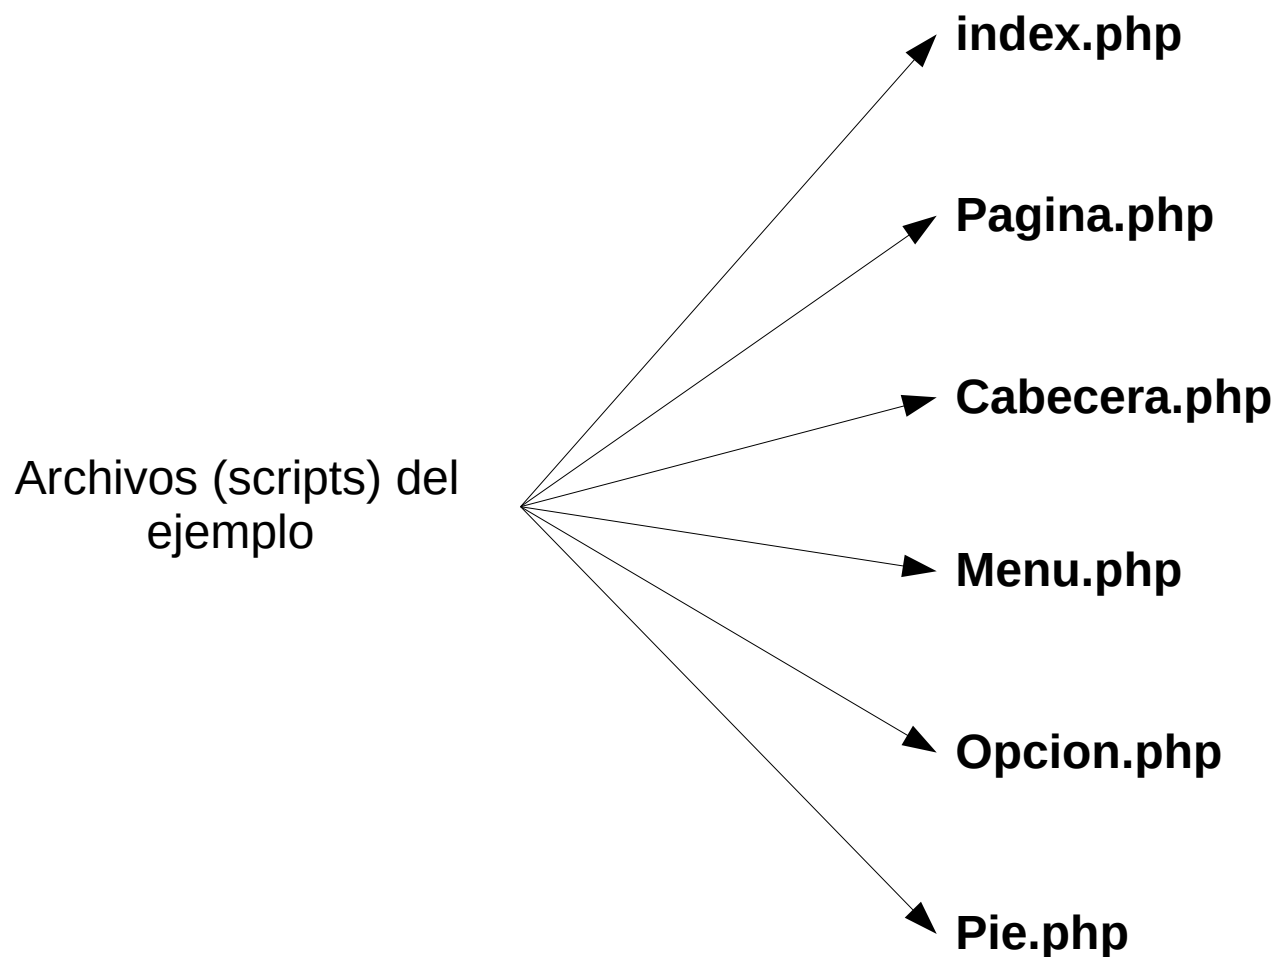 index.php
Pagina.php
Cabecera.php
Archivos (scripts) del
ejemplo
Menu.php
Opcion.php
Pie.php